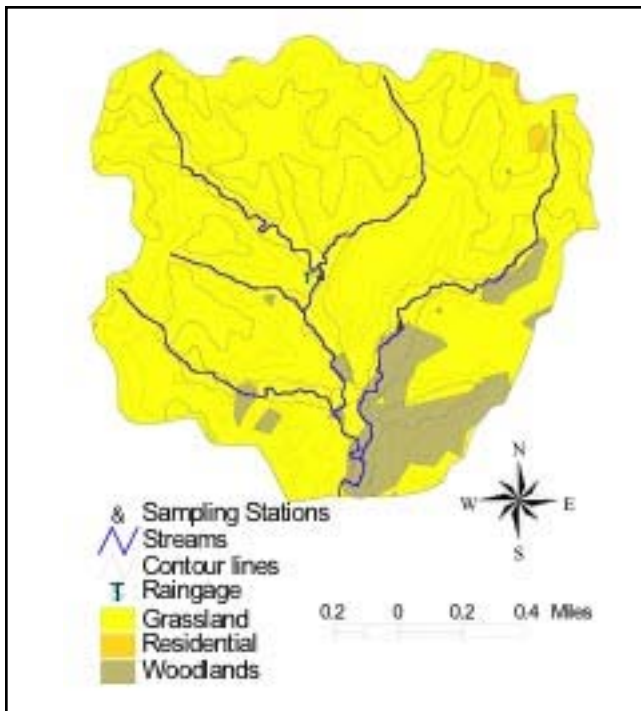 N
W E
S
& Sampling Stations
Streams
Contour lines
Raingage
Grassland
Residential
Woodlands
0.2 0 0.2 0.4 Miles